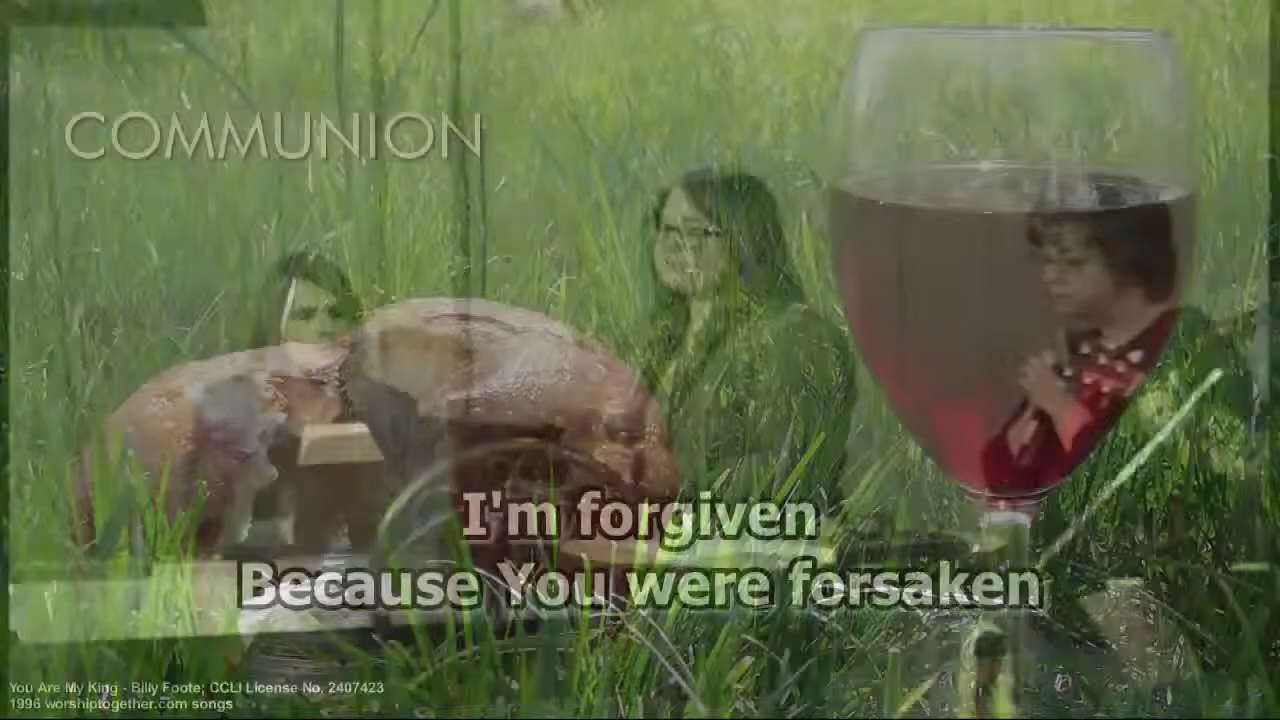 COMMUNION
I'm forgiven
Because You were forsaken
You Are My King - Billy Foote; CCLI License No. 2407423
1996 worshiptogether.com songs